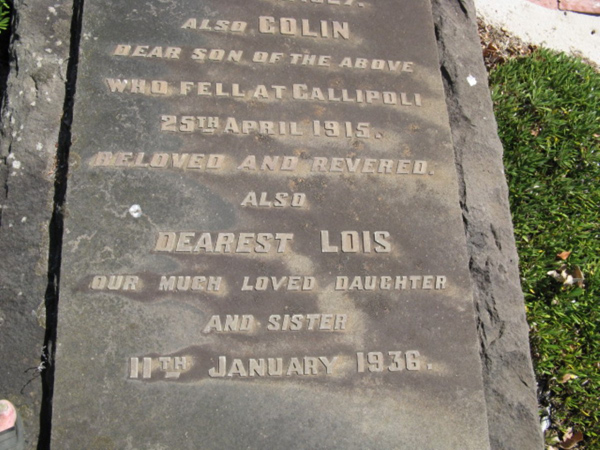 ALSO COLIN
DEAR SON OF THE ABOVE
WHO FELL AT GALLIPOLI
25TH APRIL 1915.
BELOVED AND REVERED.
ALSO
DEAREST LOIS
OUR MUCH LOVED DAUGHTER
AND SISTER
11TH JANUARY 1936.